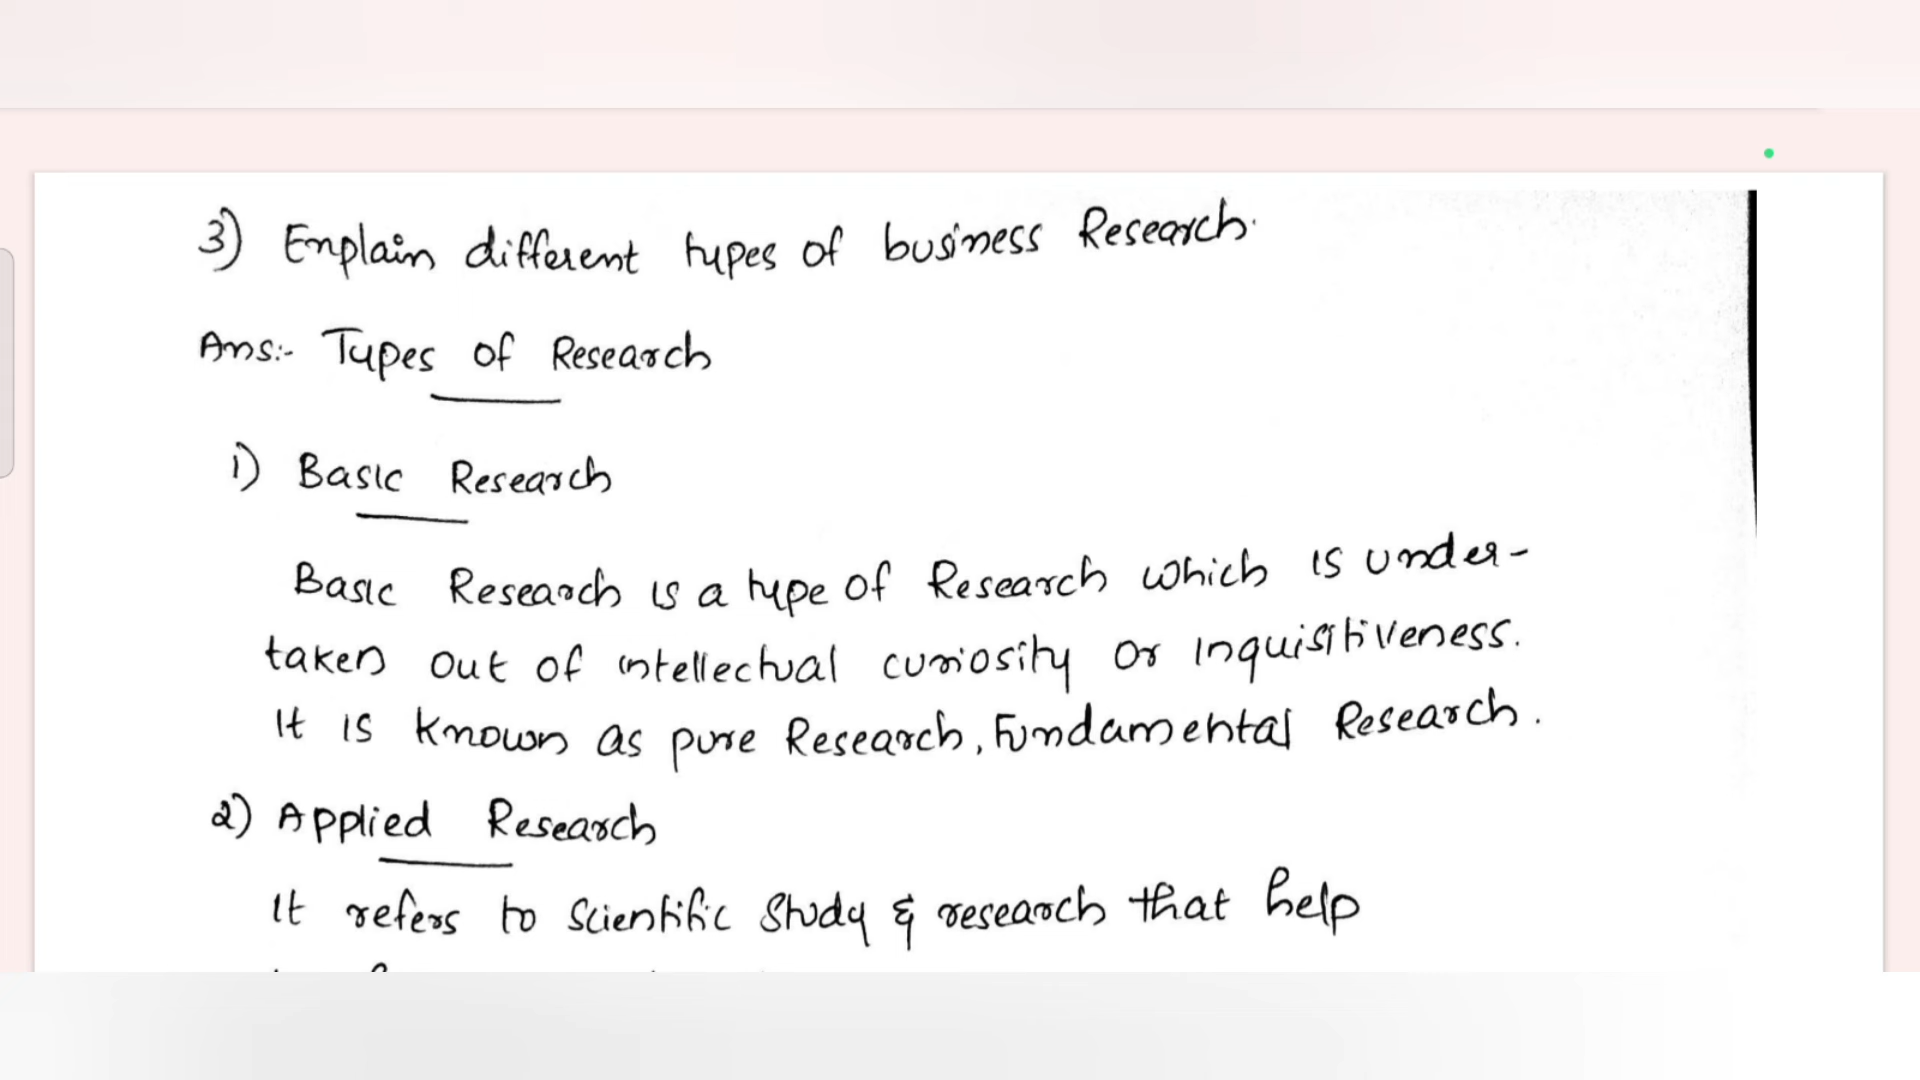 3) Explain different types of business Research.
Ans:- Types of Research
1) Basic Research
Basic Research is a type of Research which is under-
taken out of intellectual curiosity or inquisitiveness.
It is known as pure Research, Fundamental Research.
2) Applied Research
It refers to Scientific Study & research that help